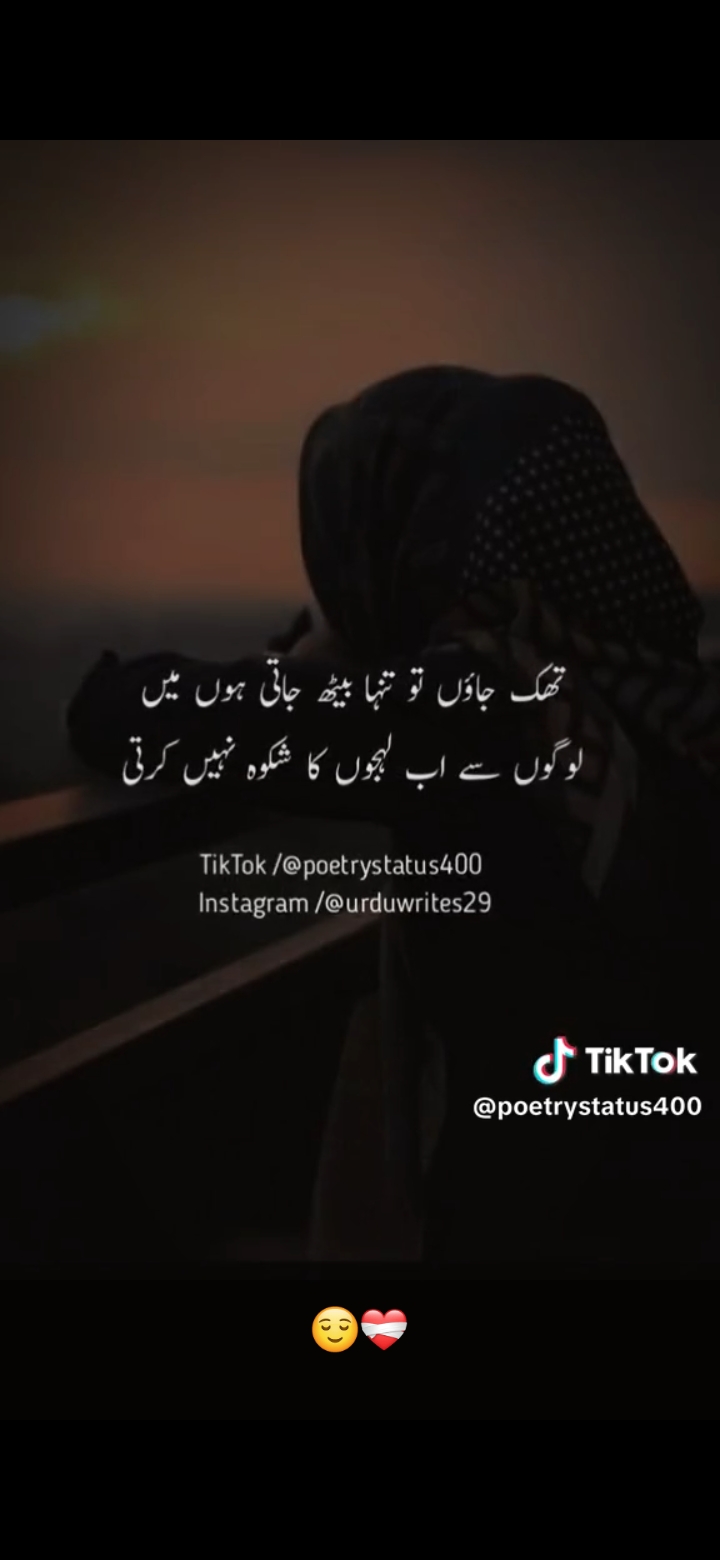 تھک جاؤں تو تنہا بیٹھ جاتی ہوں میں
لوگوں سے اب لہجوں کا شکوہ نہیں کرتی
TikTok /@poetrystatus400
Instagram /@urduwrites29
TikTok
@poetrystatus400
😌❤️‍🩹